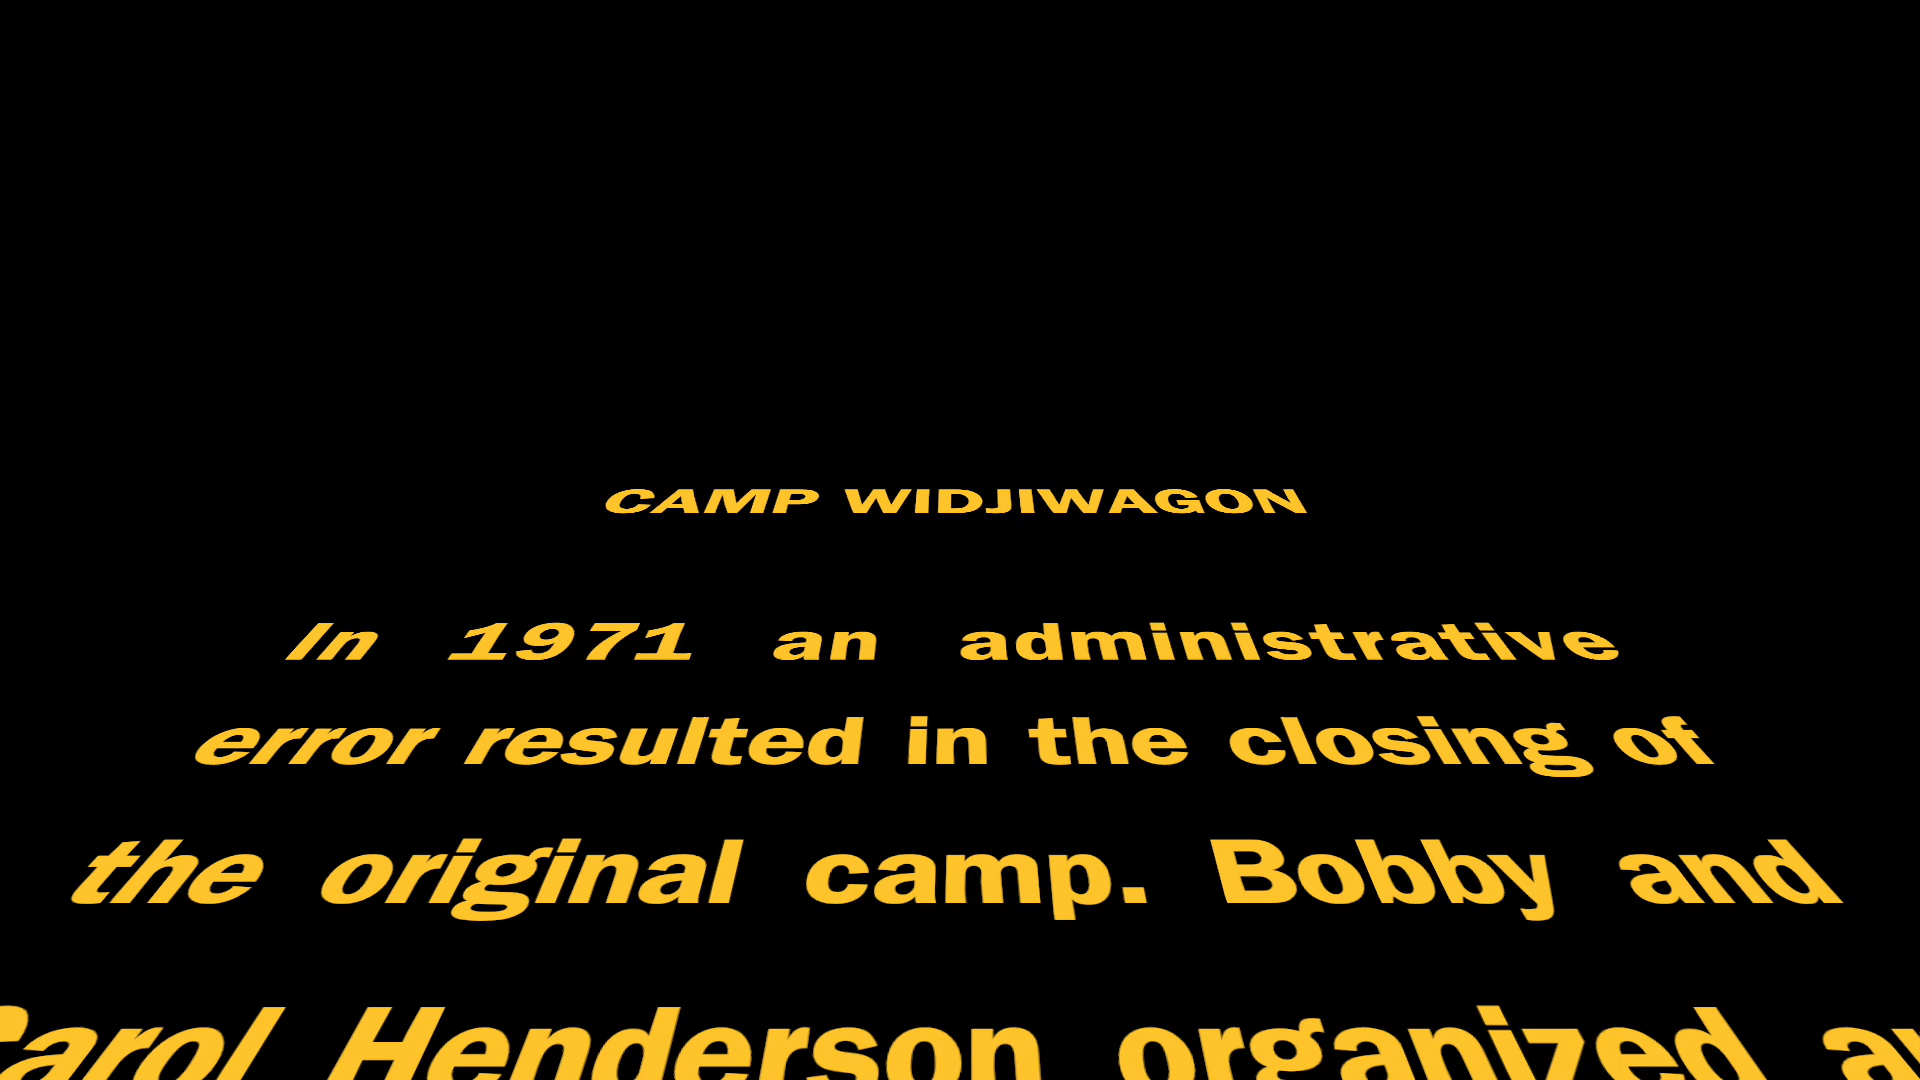 CAMP WIDJIWAGON
In 1971 an administrative
error resulted in the closing of
the original camp. Bobby and
Carol Henderson organized